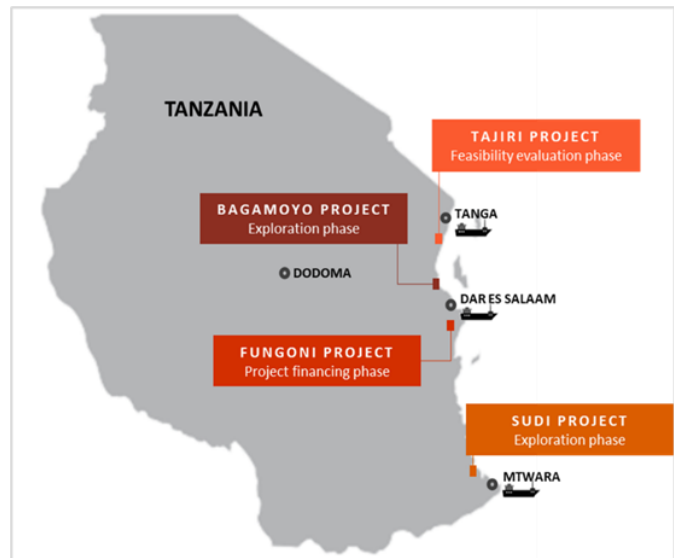 TANZANIA
TAJIRI PROJECT
Feasibility evaluation phase
BAGAMOYO PROJECT
Exploration phase
TANGA
DODOMA
DAR ES SALAAM
FUNGONI PROJECT
Project financing phase
SUDI PROJECT
Exploration phase
MTWARA